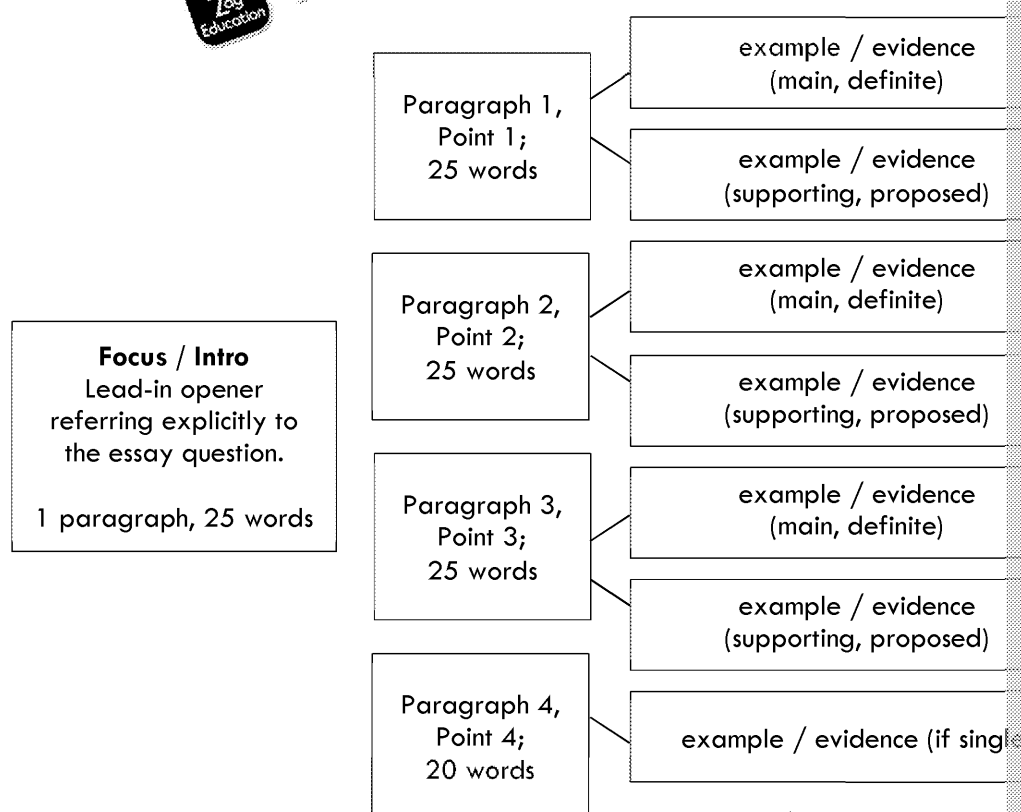 Zag
Education
example / evidence
(main, definite)
Paragraph 1,
Point 1;
25 words
example / evidence
(supporting, proposed)
example / evidence
(main, definite)
Paragraph 2,
Point 2;
25 words
example / evidence
(supporting, proposed)
Focus / Intro
Lead-in opener
referring explicitly to
the essay question.
1 paragraph, 25 words
example / evidence
(main, definite)
Paragraph 3,
Point 3;
25 words
example / evidence
(supporting, proposed)
Paragraph 4,
Point 4;
20 words
example / evidence (if single